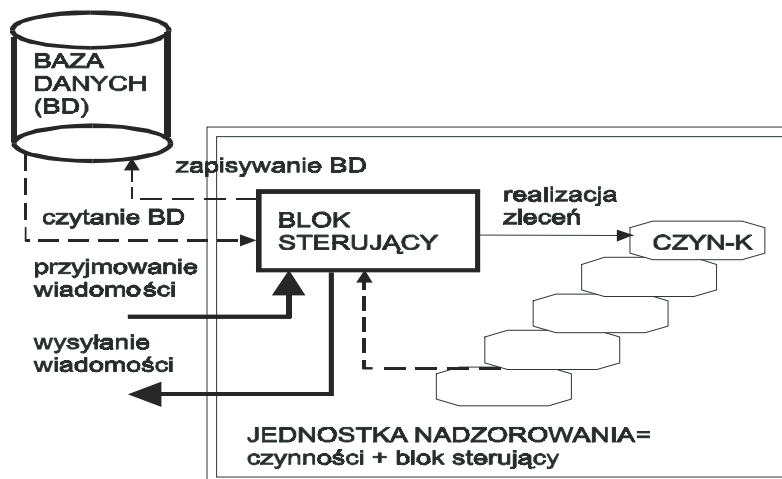 BAZA
DANYCH
(BD)
zapisywanie BD
czytanie BD
BLOK
STERUJĄCY
realizacja
zleceń
CZYN-K
przyjmowanie
wiadomości
wysyłanie
wiadomości
JEDNOSTKA NADZOROWANIA=
czynności + blok sterujący